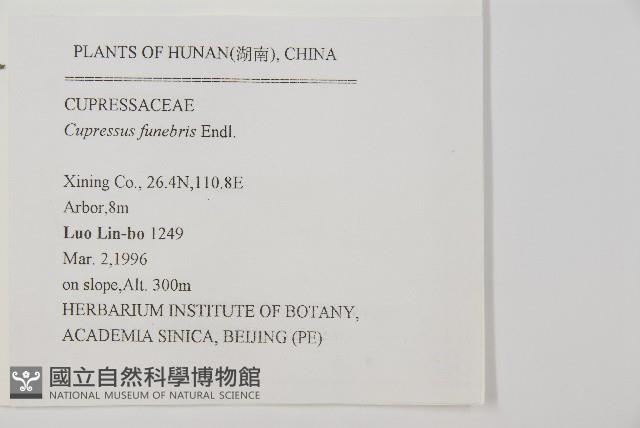 PLANTS OF HUNAN(湖南), CHINA
==============================
CUPRESSACEAE
Cupressus funebris Endl.
Xining Co., 26.4N,110.8E
Arbor,8m
Luo Lin-bo 1249
Mar. 2,1996
on slope,Alt. 300m
HERBARIUM INSTITUTE OF BOTANY,
ACADEMIA SINICA, BEIJING (PE)
國立自然科學博物館
NATIONAL MUSEUM OF NATURAL SCIENCE